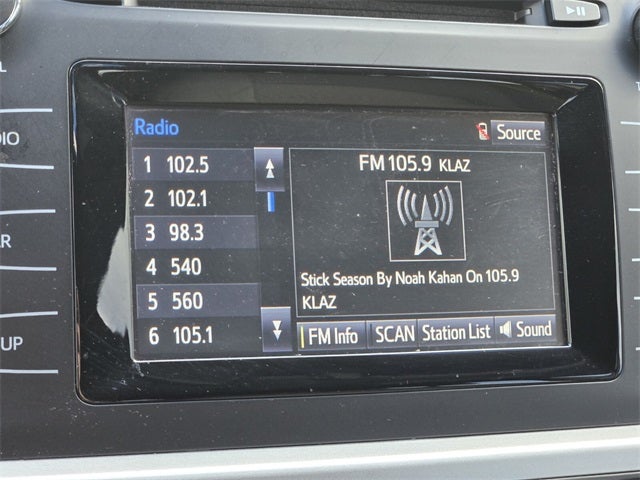 Radio
Source
1 102.5
2 102.1
3 98.3
4 540
5 560
6 105.1
FM 105.9 KLAZ
Stick Season By Noah Kahan On 105.9
KLAZ
FM Info
SCAN
Station List
Sound